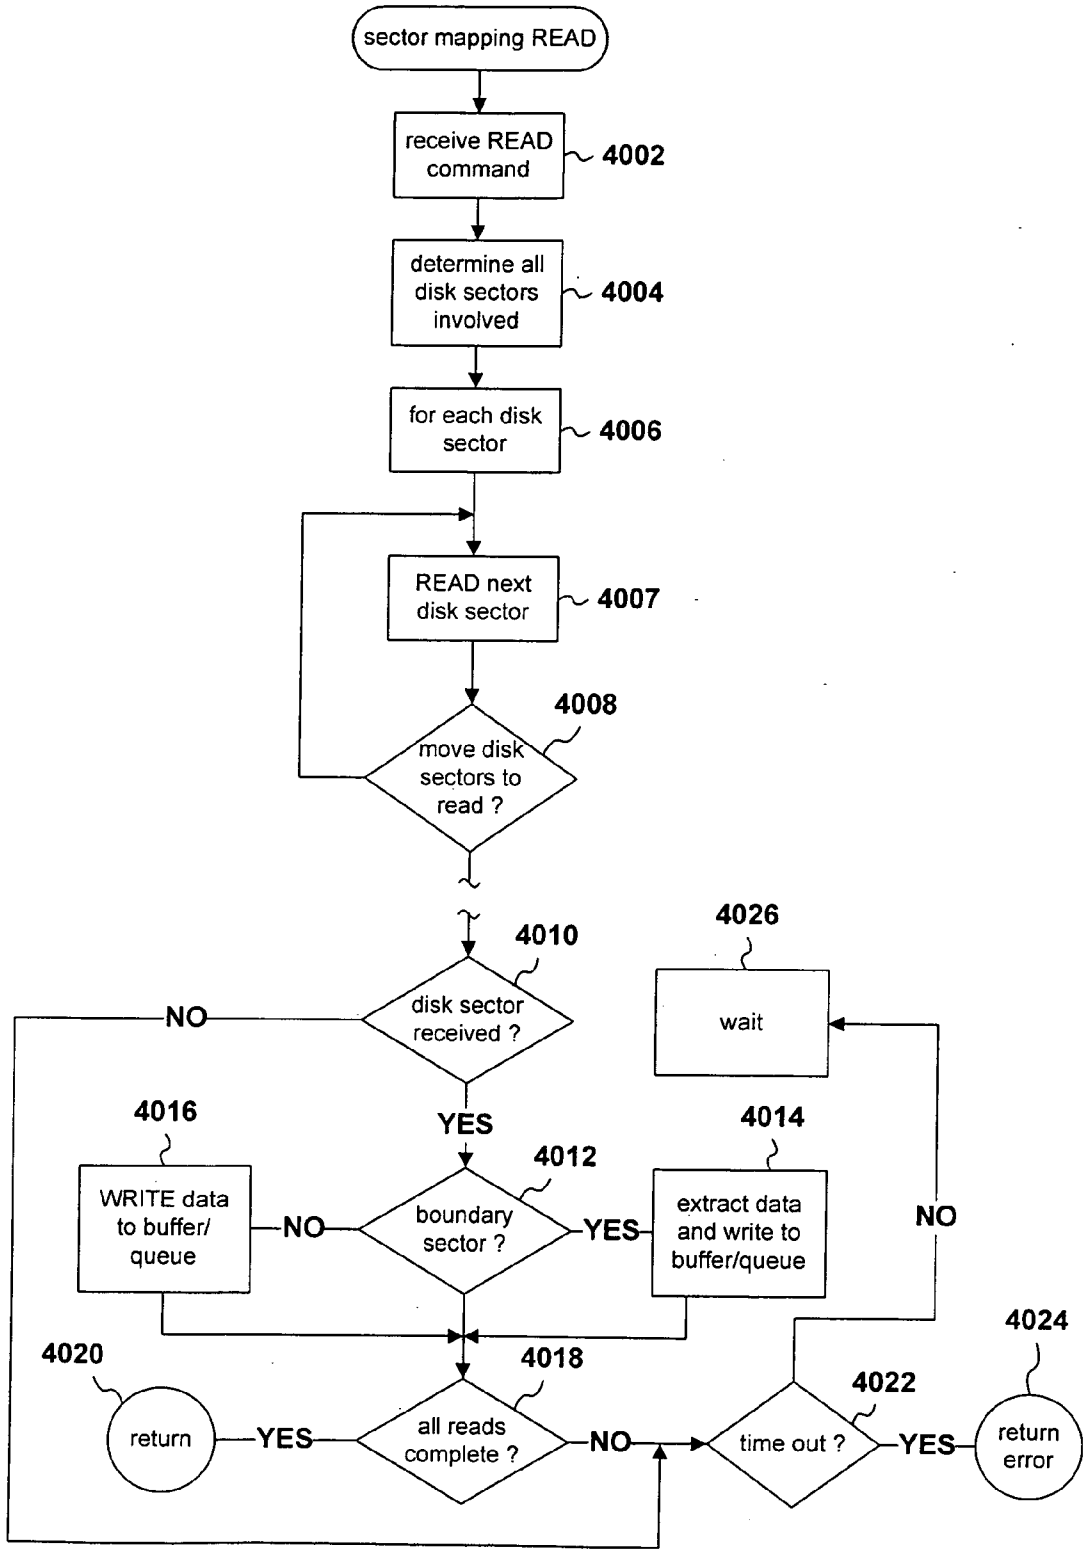 sector mapping READ
receive READ
command
4002
determine all
disk sectors
involved
4004
for each disk
sector
4006
READ next
disk sector
4007
4008
move disk
sectors to
read ?
4010
disk sector
received ?
NO
YES
4026
wait
4016
WRITE data
to buffer/
queue
NO
4012
boundary
sector ?
YES
4014
extract data
and write to
buffer/queue
NO
4020
return
YES
4018
all reads
complete ?
NO
4022
time out ?
YES
4024
return
error